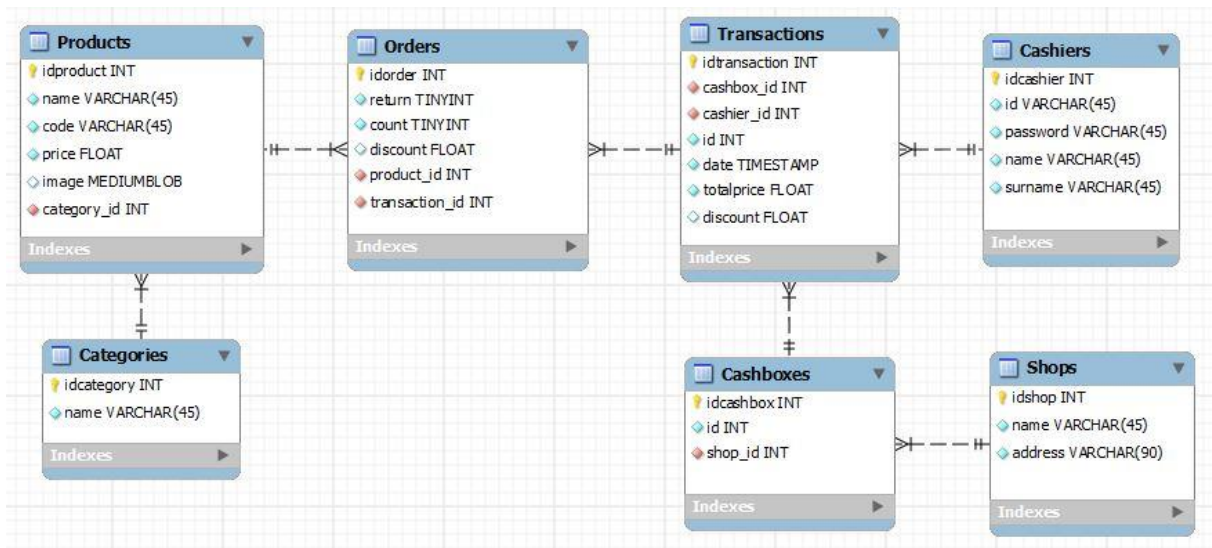 Products
idproduct INT
name VARCHAR(45)
code VARCHAR(45)
price FLOAT
image MEDIUMBLOB
category_id INT
Indexes
Orders
idorder INT
return TINYINT
count TINYINT
discount FLOAT
product_id INT
transaction_id INT
Indexes
Transactions
idtransaction INT
cashbox_id INT
cashier_id INT
id INT
date TIMESTAMP
totalprice FLOAT
discount FLOAT
Indexes
Cashiers
idcashier INT
id VARCHAR(45)
password VARCHAR(45)
name VARCHAR(45)
surname VARCHAR(45)
Indexes
Categories
idcategory INT
name VARCHAR(45)
Indexes
Cashboxes
idcashbox INT
id INT
shop_id INT
Indexes
Shops
idshop INT
name VARCHAR(45)
address VARCHAR(90)
Indexes